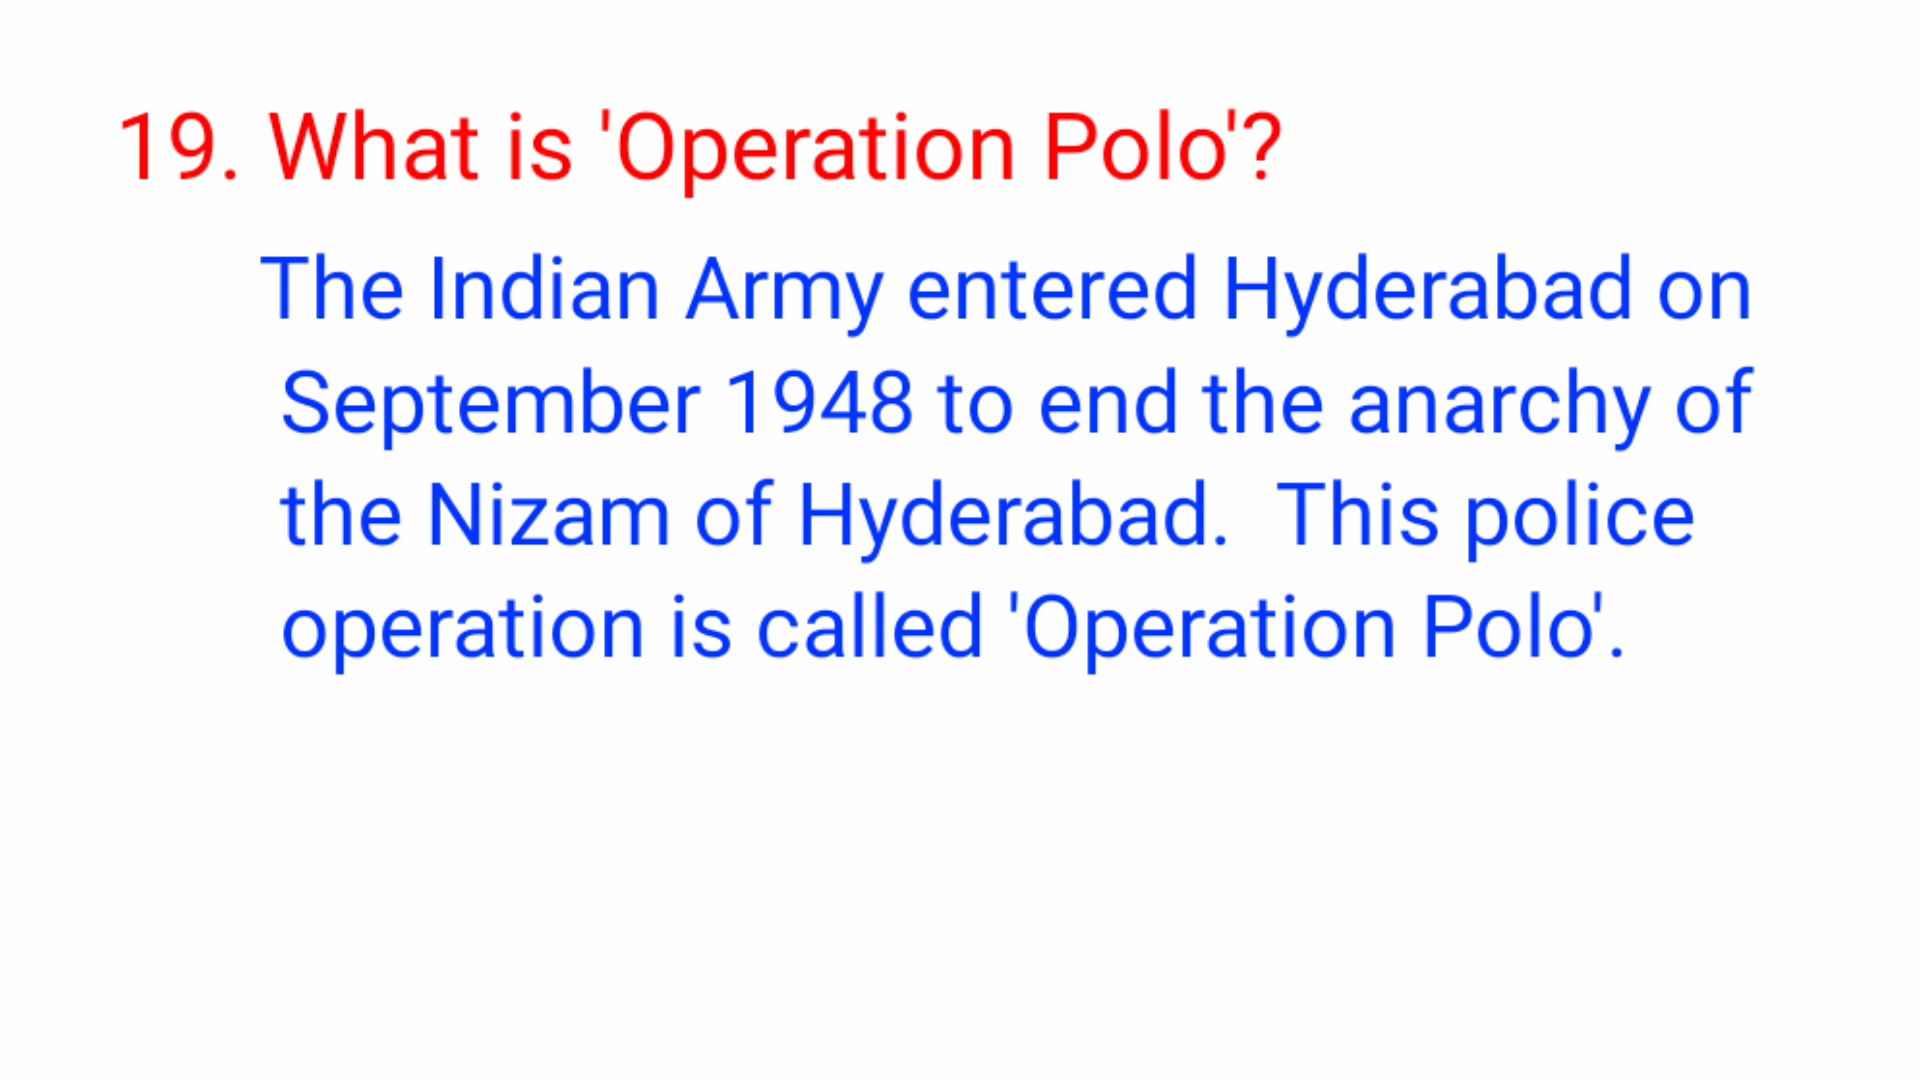 19. What is 'Operation Polo'?
The Indian Army entered Hyderabad on
September 1948 to end the anarchy of
the Nizam of Hyderabad.  This police
operation is called 'Operation Polo'.